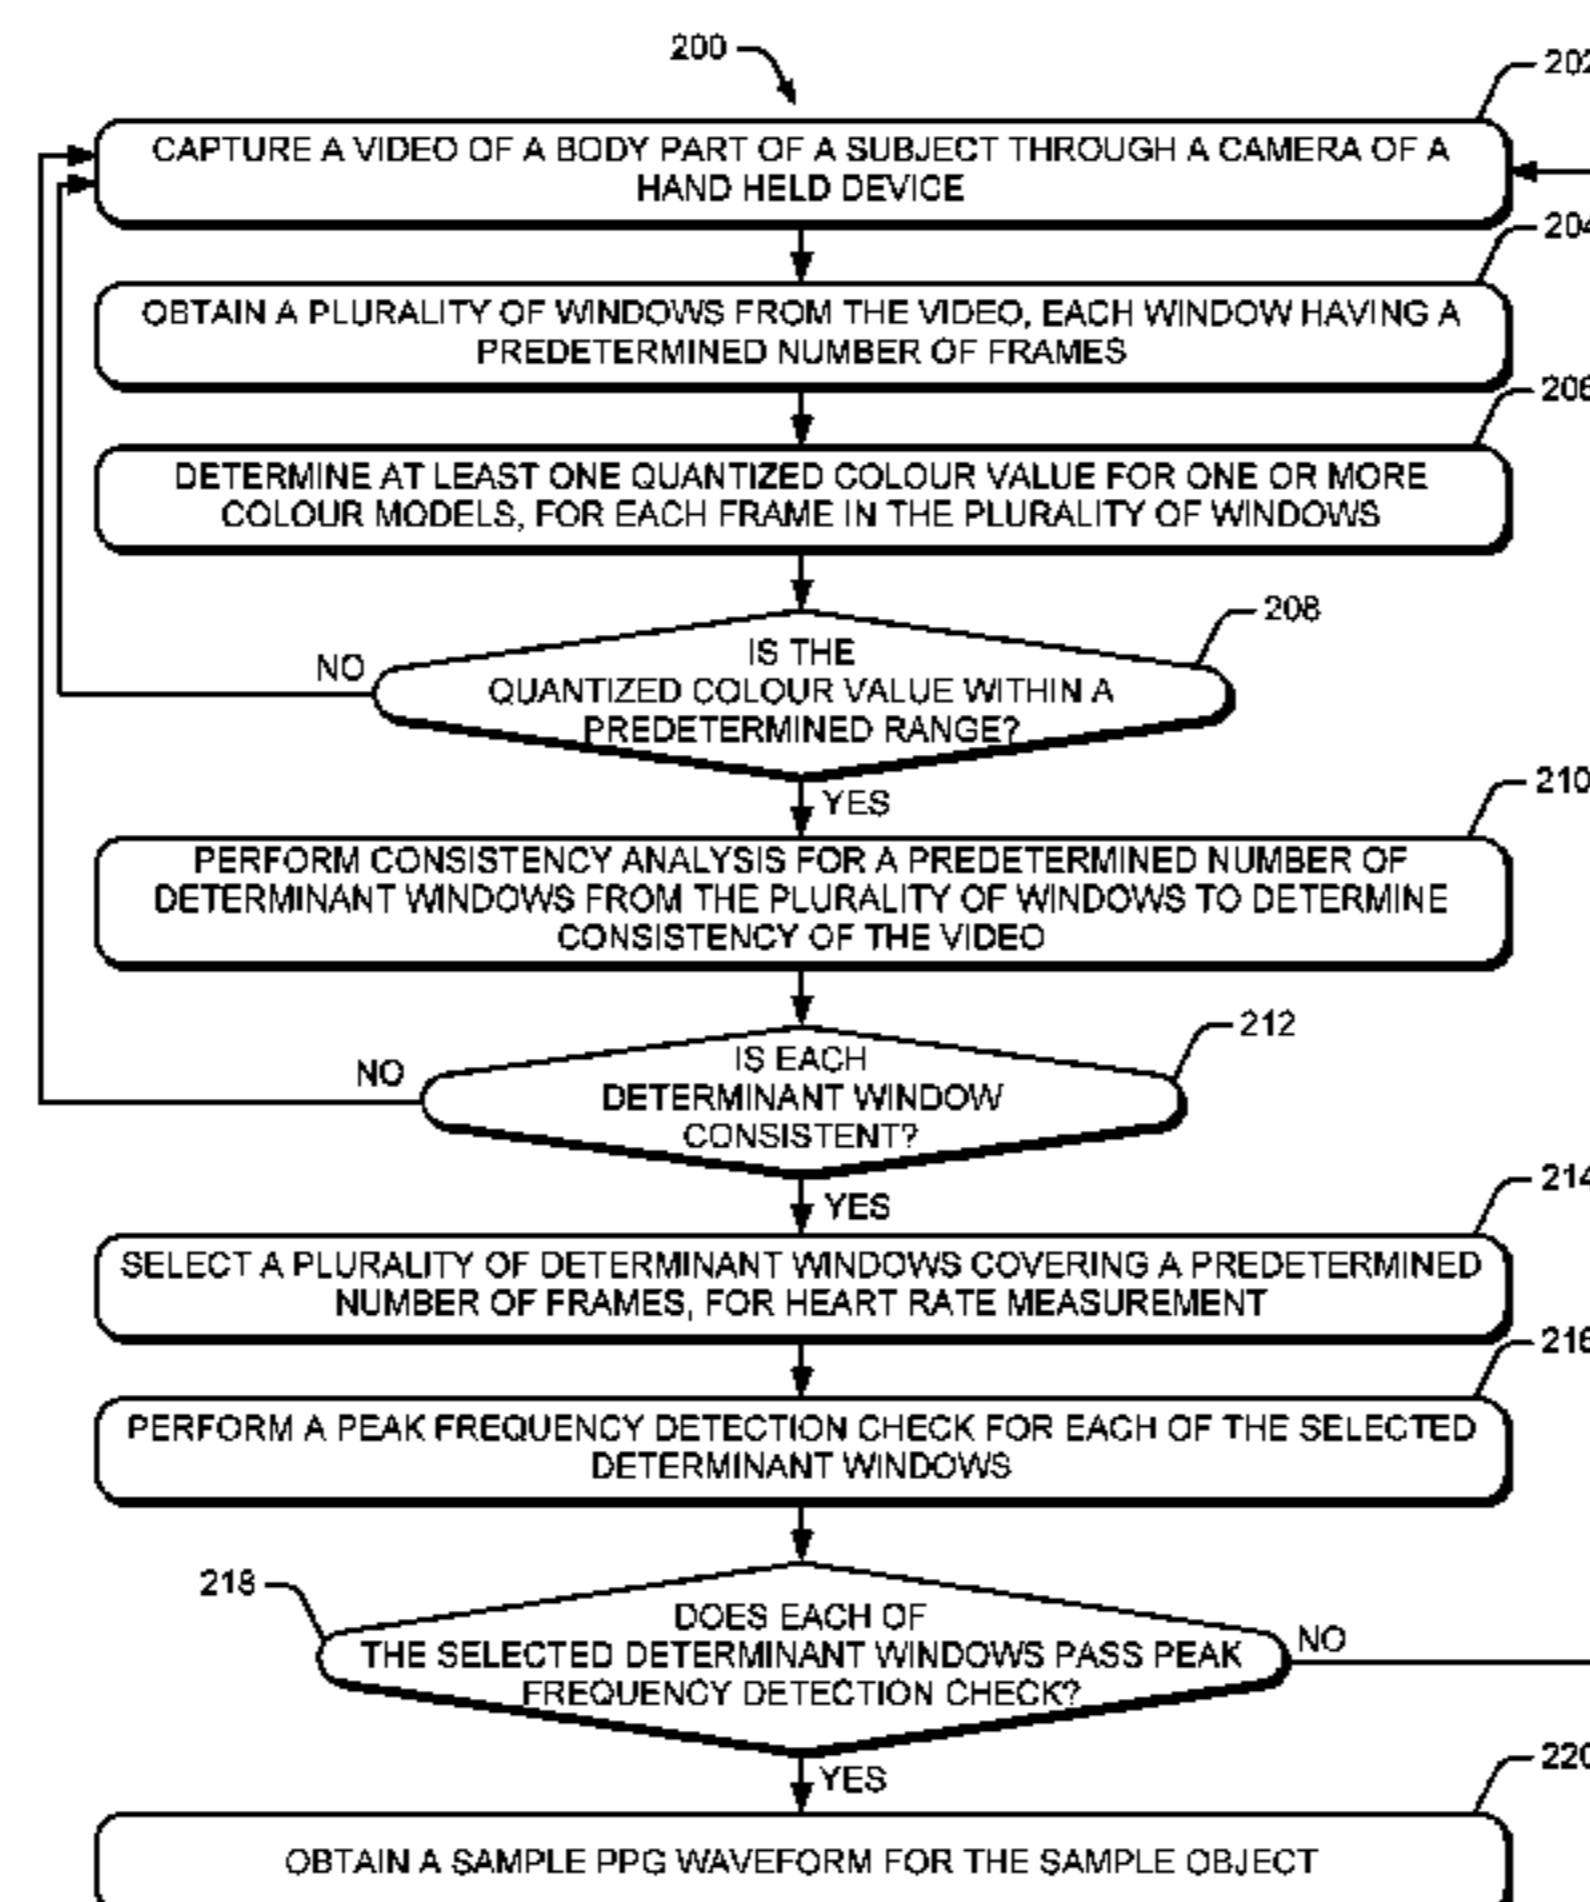 200
202
CAPTURE A VIDEO OF A BODY PART OF A SUBJECT THROUGH A CAMERA OF A
HAND HELD DEVICE
204
OBTAIN A PLURALITY OF WINDOWS FROM THE VIDEO, EACH WINDOW HAVING A
PREDETERMINED NUMBER OF FRAMES
206
DETERMINE AT LEAST ONE QUANTIZED COLOUR VALUE FOR ONE OR MORE
COLOUR MODELS, FOR EACH FRAME IN THE PLURALITY OF WINDOWS
208
NO
IS THE
QUANTIZED COLOUR VALUE WITHIN A
PREDETERMINED RANGE?
YES
210
PERFORM CONSISTENCY ANALYSIS FOR A PREDETERMINED NUMBER OF
DETERMINANT WINDOWS FROM THE PLURALITY OF WINDOWS TO DETERMINE
CONSISTENCY OF THE VIDEO
212
NO
IS EACH
DETERMINANT WINDOW
CONSISTENT?
YES
214
SELECT A PLURALITY OF DETERMINANT WINDOWS COVERING A PREDETERMINED
NUMBER OF FRAMES, FOR HEART RATE MEASUREMENT
216
PERFORM A PEAK FREQUENCY DETECTION CHECK FOR EACH OF THE SELECTED
DETERMINANT WINDOWS
218
DOES EACH OF
THE SELECTED DETERMINANT WINDOWS PASS PEAK
FREQUENCY DETECTION CHECK?
NO
YES
220
OBTAIN A SAMPLE PPG WAVEFORM FOR THE SAMPLE OBJECT